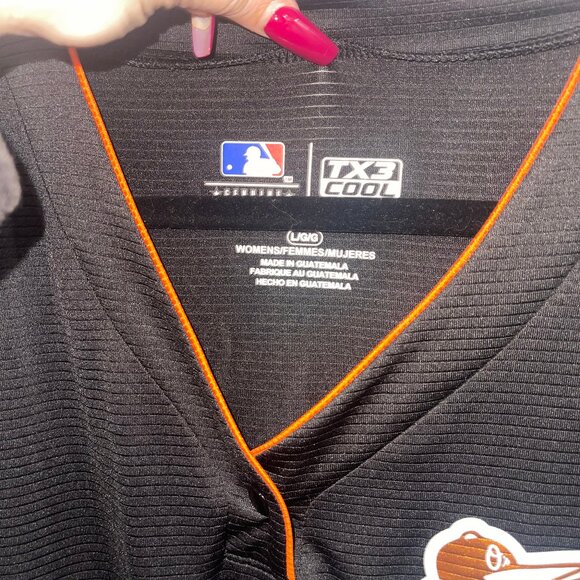 GENUINE
TX3
COOL
L/G/G
WOMENS/FEMMES/MUJERES
MADE IN GUATEMALA
FABRIQUE AU GUATEMALA
HECHO EN GUATEMALA